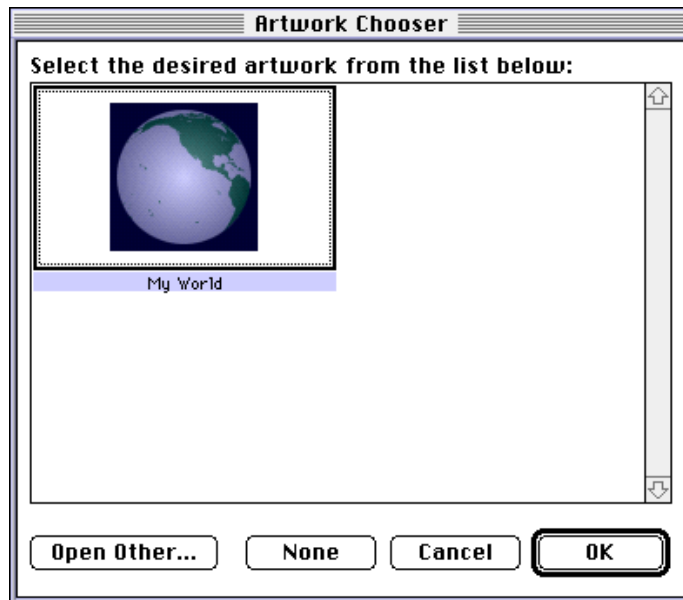 Artwork Chooser
Select the desired artwork from the list below:
My World
Open Other... None Cancel OK